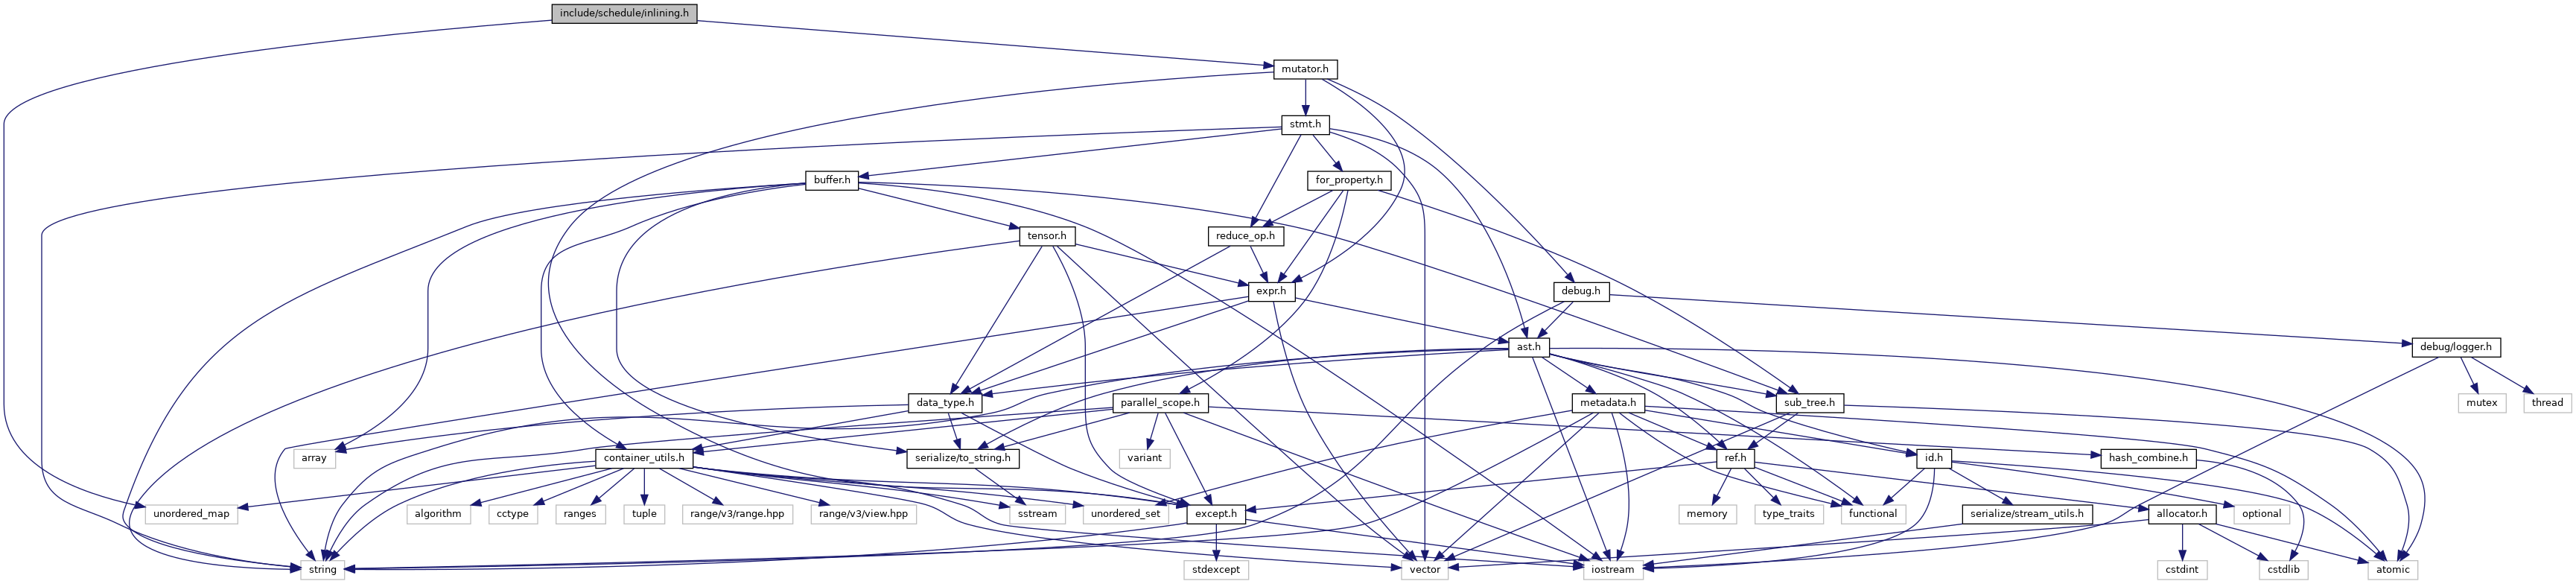 include/schedule/inlining.h
mutator.h
stmt.h
buffer.h
for_property.h
tensor.h
reduce_op.h
expr.h
debug.h
ast.h
debug/logger.h
data_type.h
parallel_scope.h
metadata.h
sub_tree.h
mutex
thread
array
container_utils.h
serialize/to_string.h
variant
ref.h
id.h
hash_combine.h
unordered_map
algorithm
cctype
ranges
tuple
range/v3/range.hpp
range/v3/view.hpp
sstream
unordered_set
except.h
memory
type_traits
functional
serialize/stream_utils.h
allocator.h
optional
string
stdexcept
vector
iostream
cstdint
cstdlib
atomic